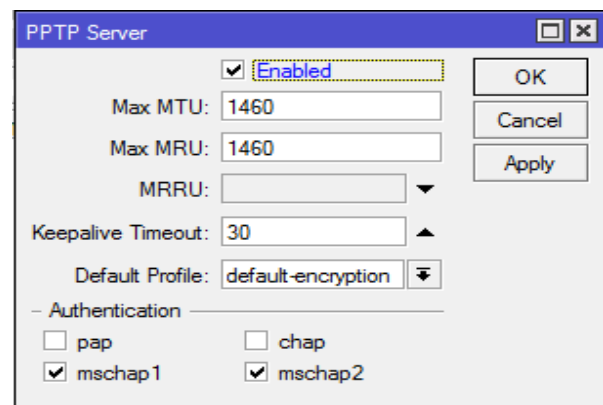 PPTP Server
Enabled
OK
Max MTU: 1460
Cancel
Max MRU: 1460
Apply
MRRU:
Keepalive Timeout: 30
Default Profile: default-encryption
Authentication
pap chap
mschap1 mschap2